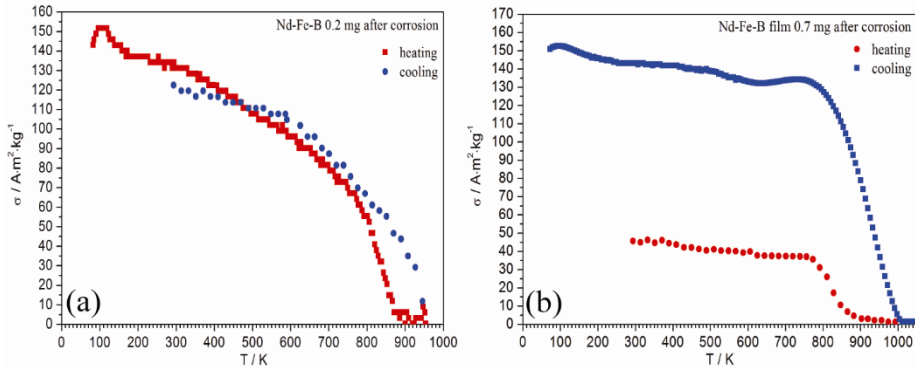 Nd-Fe-B 0.2 mg after corrosion
heating
cooling
160
150
140
130
120
110
100
90
80
70
60
50
40
30
20
10
0
σ / A·m²·kg⁻¹
(a)
0 100 200 300 400 500 600 700 800 900 1000
T / K
Nd-Fe-B film 0.7 mg after corrosion
heating
cooling
170
160
150
140
130
120
110
100
90
80
70
60
50
40
30
20
10
0
σ / A·m²·kg⁻¹
(b)
0 100 200 300 400 500 600 700 800 900 1000
T / K